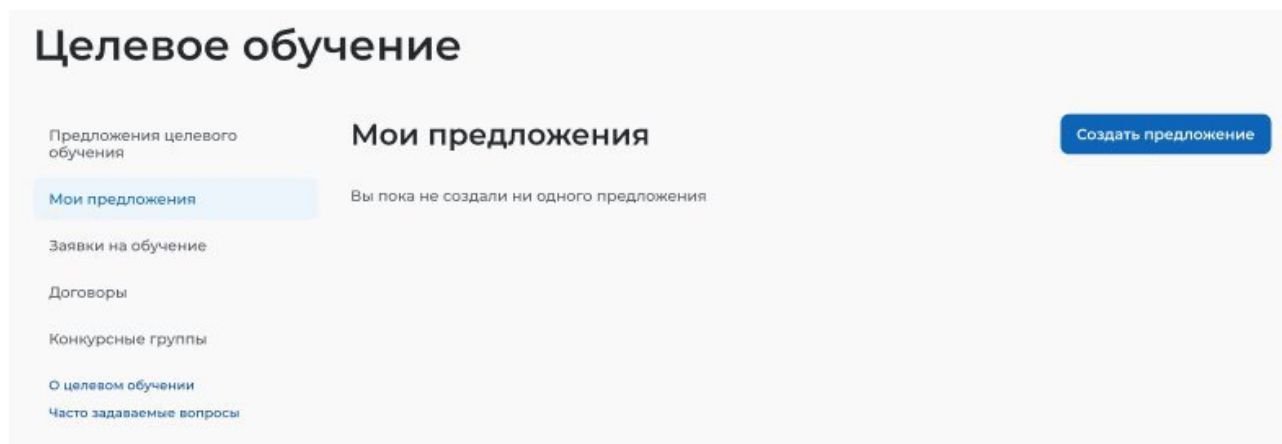 Целевое обучение
Предложения целевого
обучения
Мои предложения
Заявки на обучение
Договоры
Конкурсные группы
О целевом обучении
Часто задаваемые вопросы
Мои предложения
Создать предложение
Вы пока не создали ни одного предложения